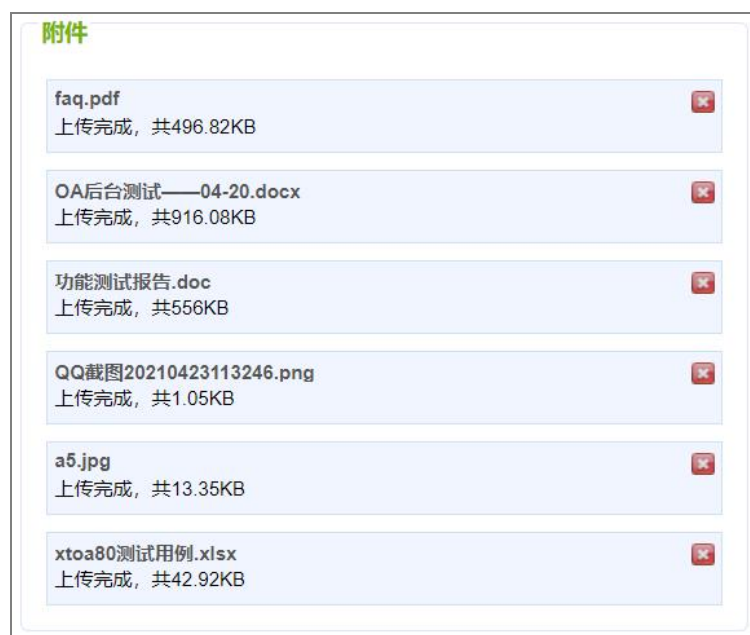 附件
faq.pdf
上传完成，共496.82KB
OA后台测试——04-20.docx
上传完成，共916.08KB
功能测试报告.doc
上传完成，共556KB
QQ截图20210423113246.png
上传完成，共1.05KB
a5.jpg
上传完成，共13.35KB
xtoa80测试用例.xlsx
上传完成，共42.92KB